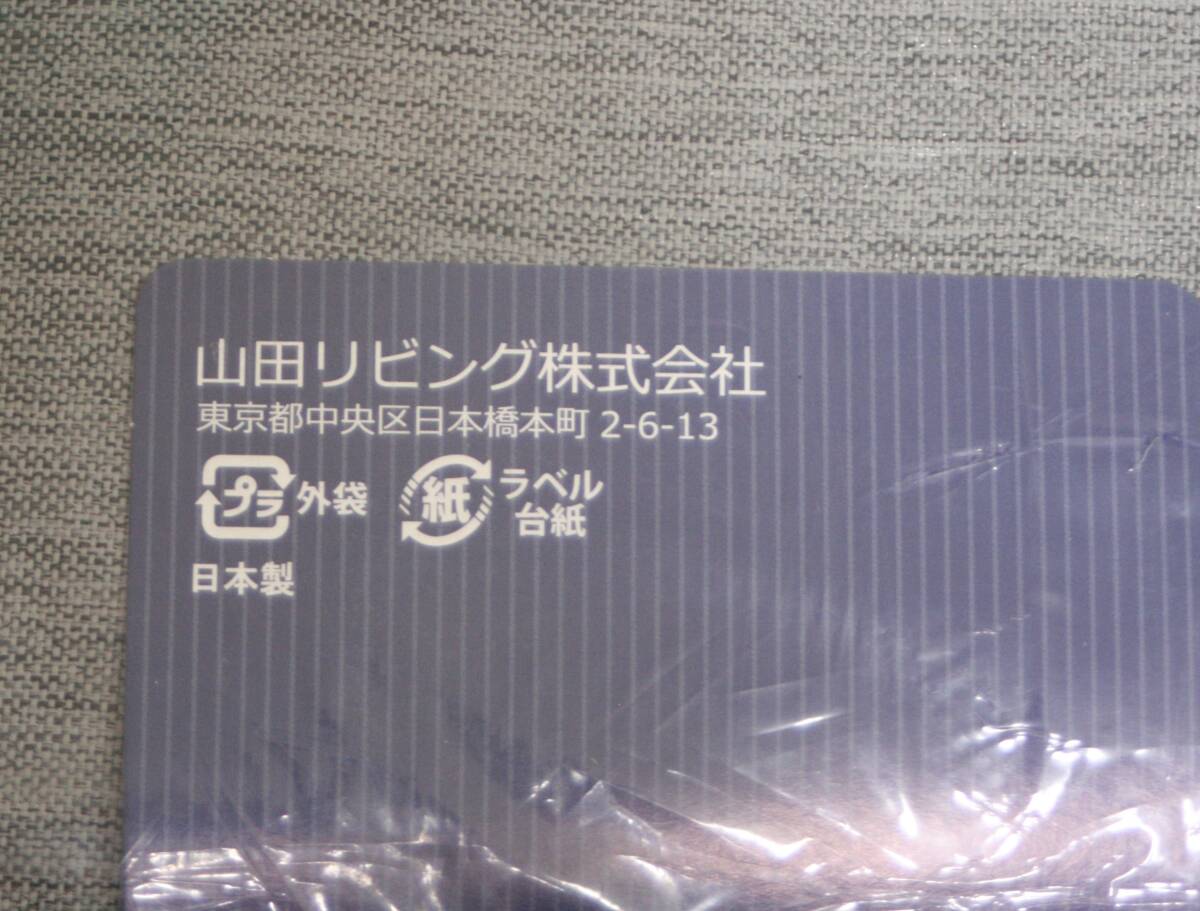 山田リビング株式会社
東京都中央区日本橋本町 2-6-13
プラ 外袋 紙 ラベル
台紙
日本製